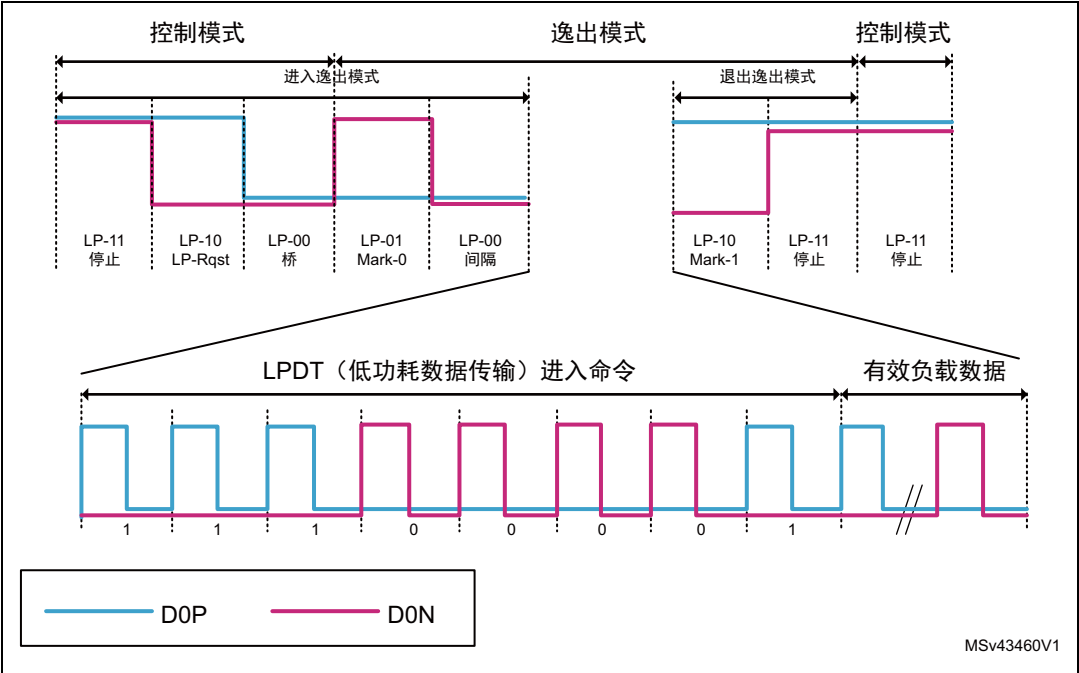 控制模式 逸出模式 控制模式
进入逸出模式 退出逸出模式
LP-11 LP-10 LP-00 LP-01 LP-00 LP-10 LP-11 LP-11
停止 LP-Rqst 桥 Mark-0 间隔 Mark-1 停止 停止
LPDT（低功耗数据传输）进入命令 有效负载数据
1 1 1 0 0 0 0 1
D0P D0N
MSv43460V1